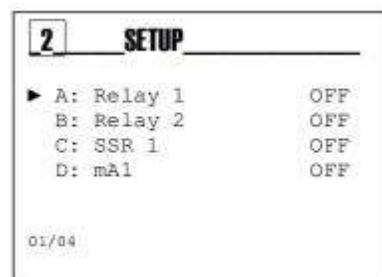 2 SETUP
► A: Relay 1 OFF
B: Relay 2 OFF
C: SSR 1 OFF
D: mA1 OFF
01/04